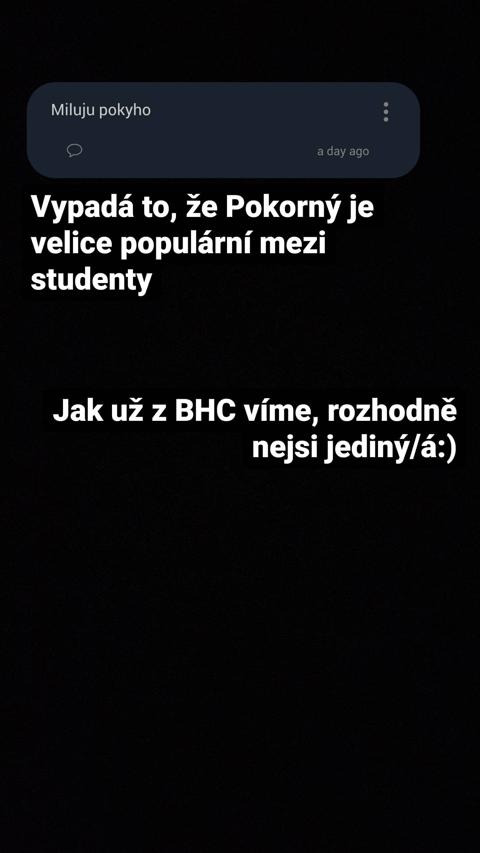 Miluju pokyho
a day ago
Vypadá to, že Pokorný je
velice populární mezi
studenty
Jak už z BHC víme, rozhodně
nejsi jediný/á:)